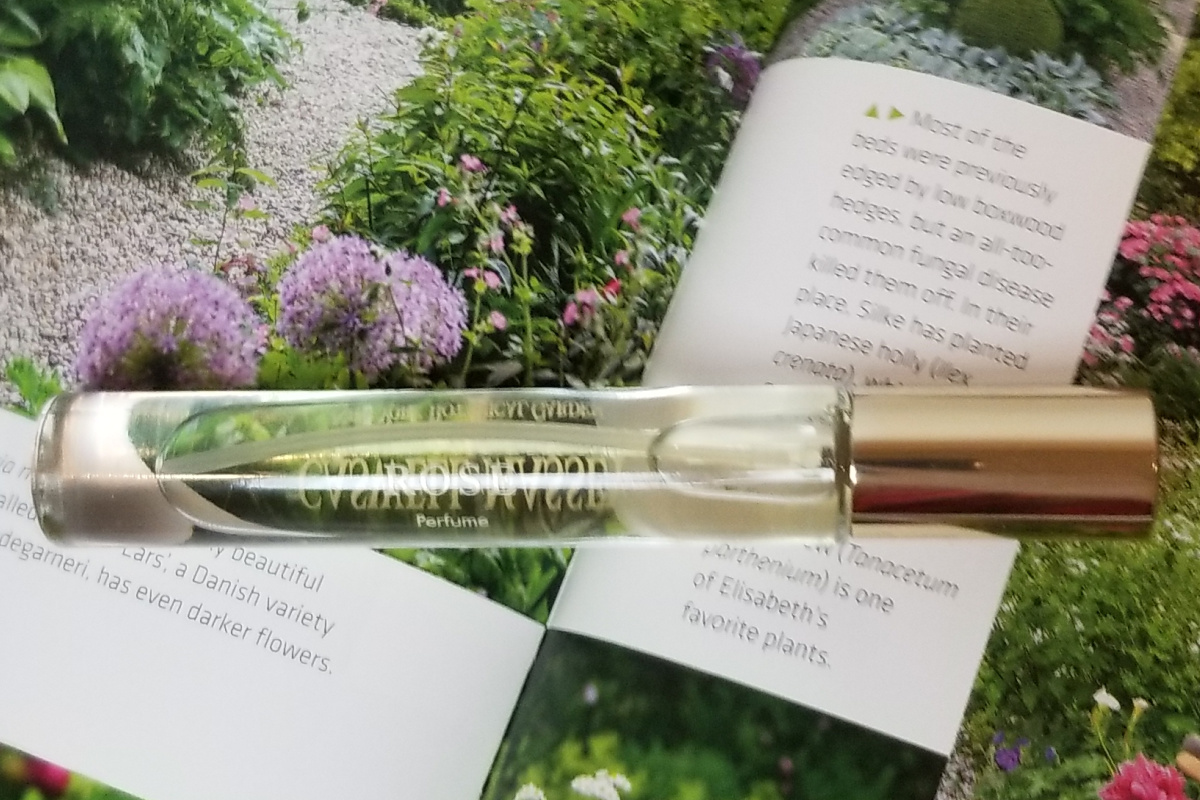 Most of the
beds were previously
edged by low boxwood
hedges, but an all-too-
common fungal disease
killed them off. In their
place, Silke has planted
Japanese holly (Ilex
crenata),
ROSE
Perfume
beautiful
Ears', a Danish variety
degarneri, has even darker flowers.
(Tanacetum
parthenium) is one
of Elisabeth's
favorite plants.